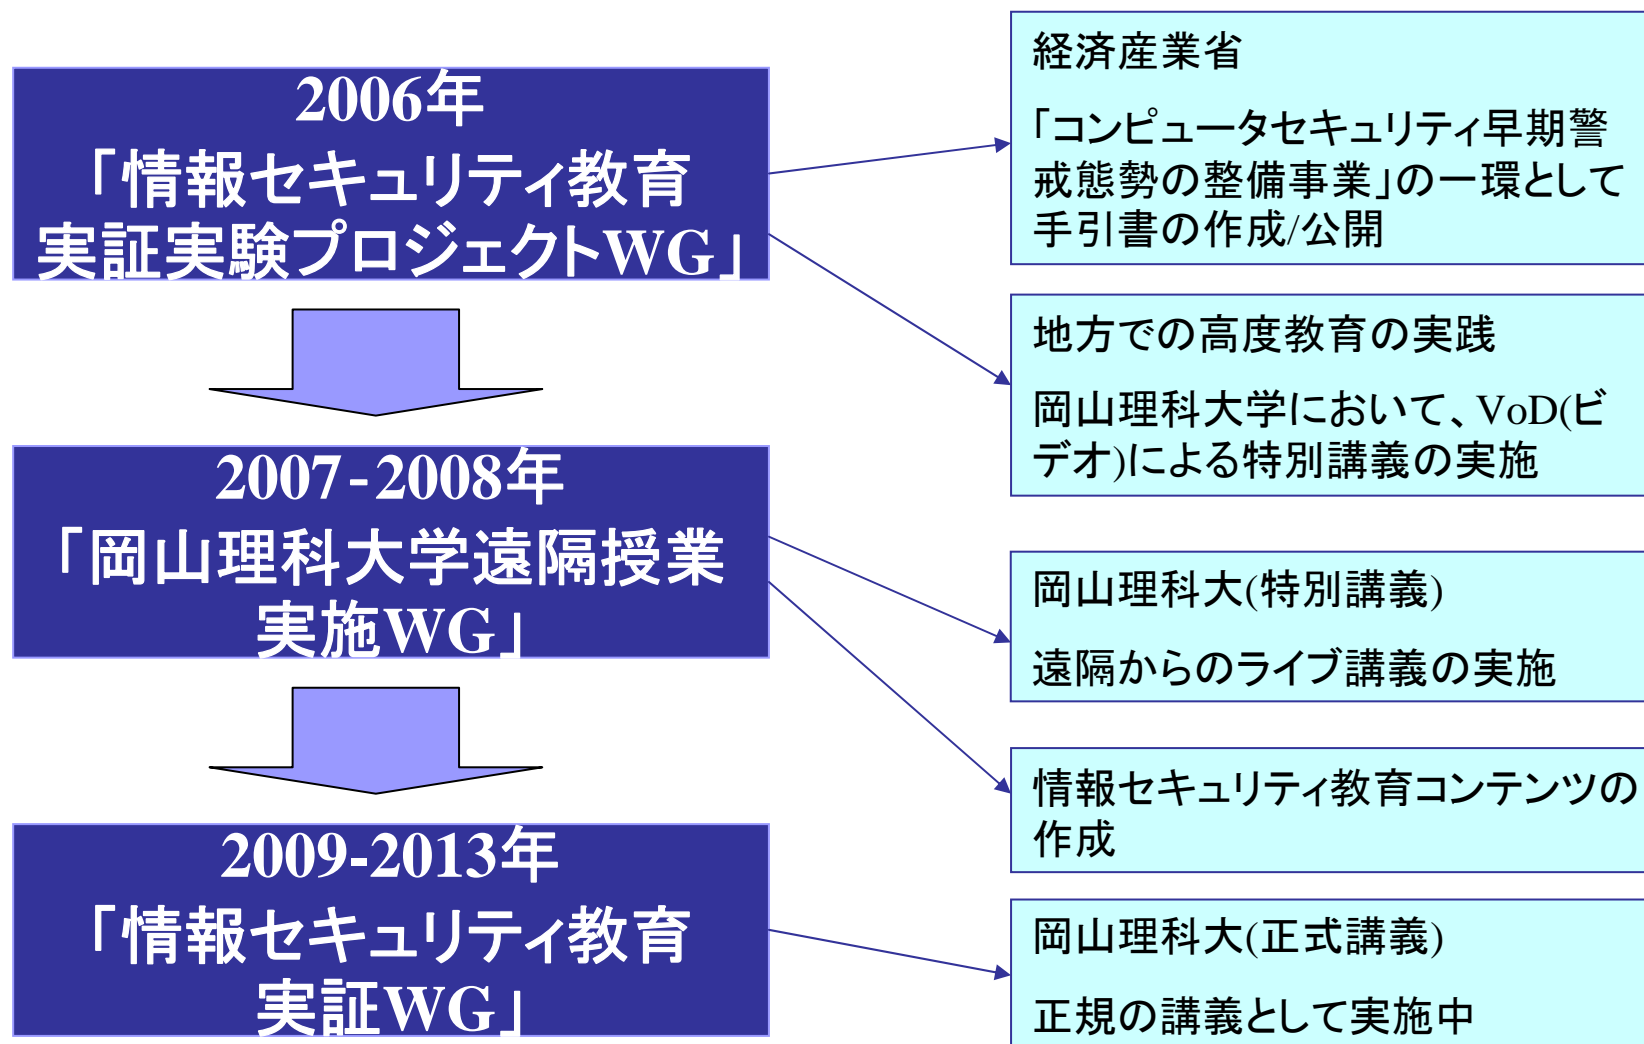 2006年
「情報セキュリティ教育
実証実験プロジェクトWG」
経済産業省
「コンピュータセキュリティ早期警
戒態勢の整備事業」の一環として
手引書の作成/公開
地方での高度教育の実践
岡山理科大学において、VoD(ビ
デオ)による特別講義の実施
2007-2008年
「岡山理科大学遠隔授業
実施WG」
岡山理科大(特別講義)
遠隔からのライブ講義の実施
情報セキュリティ教育コンテンツの
作成
2009-2013年
「情報セキュリティ教育
実証WG」
岡山理科大(正式講義)
正規の講義として実施中